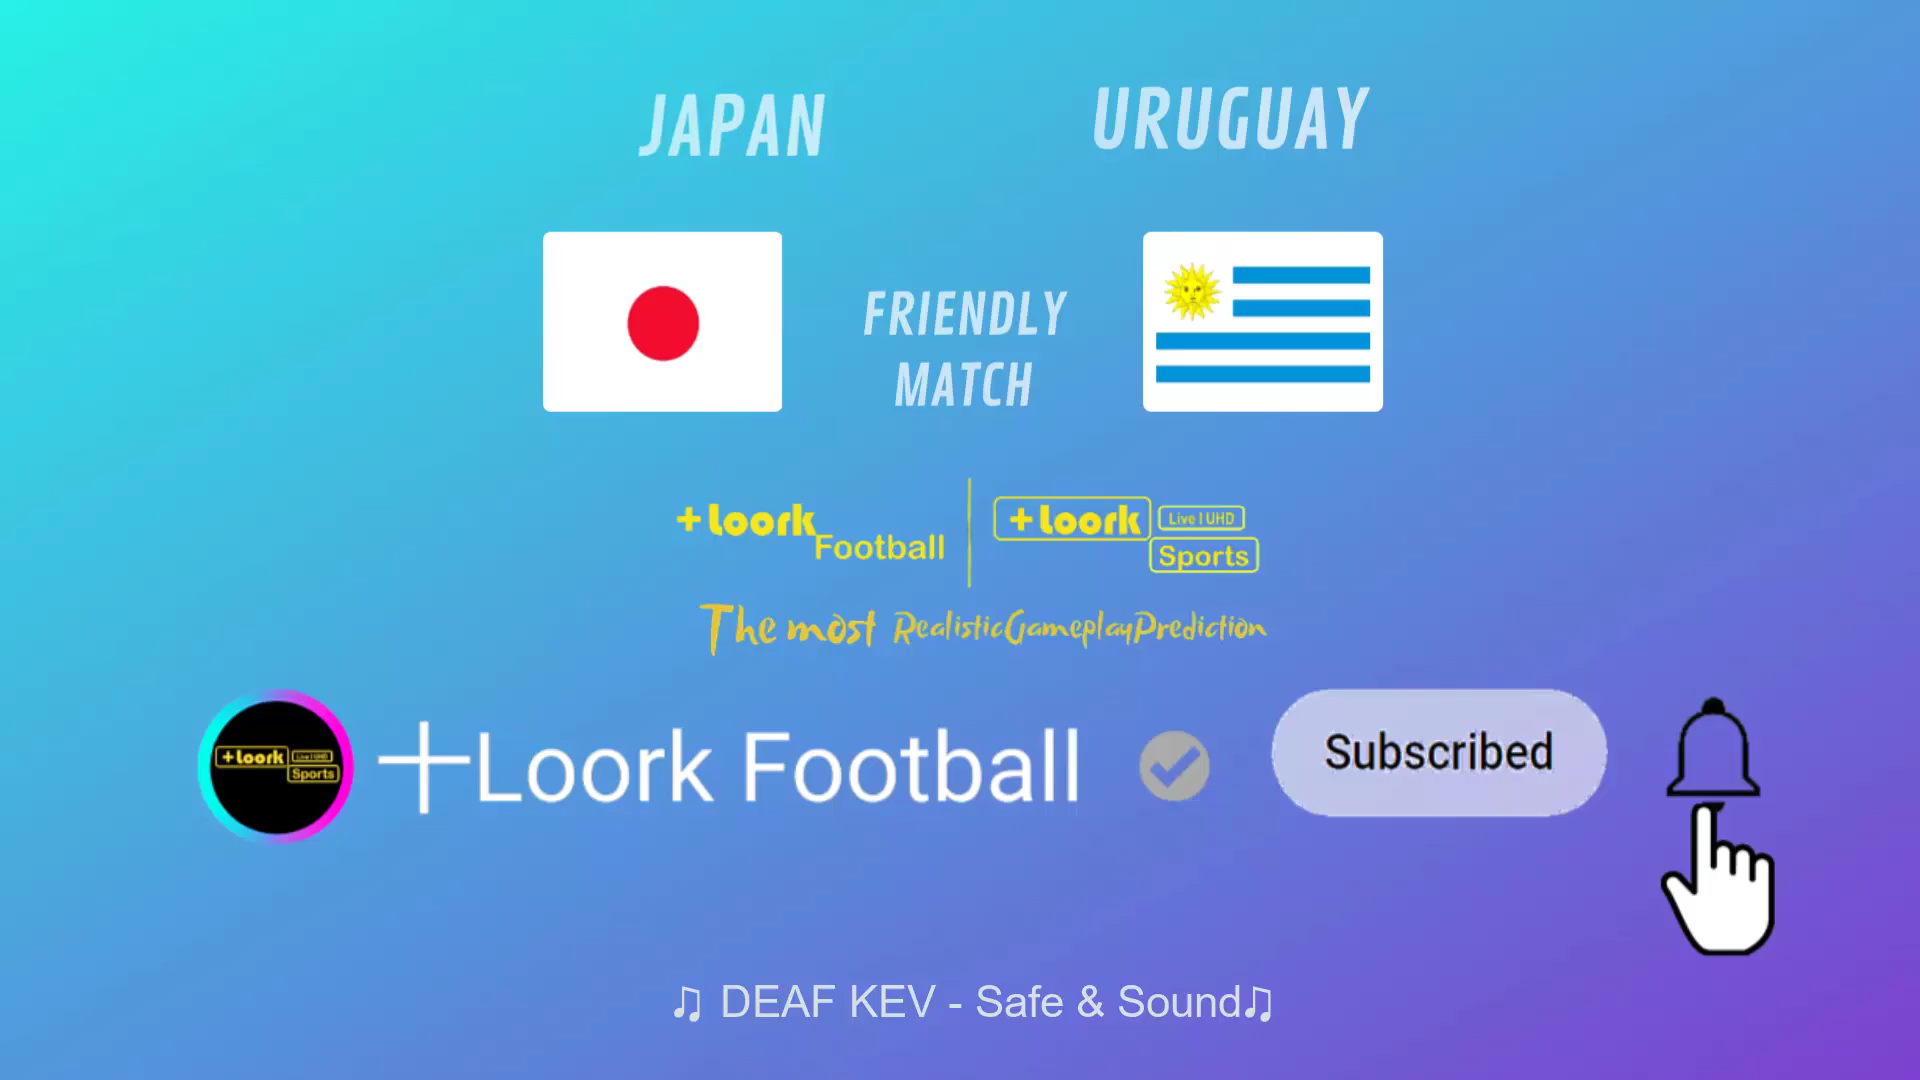 JAPAN
URUGUAY
FRIENDLY
MATCH
+Loork
Football
+Loork
Live | UHD
Sports
The most RealisticGameplayPrediction
+Loork
Live | UHD
Sports
+Loork Football
Subscribed
♫ DEAF KEV - Safe & Sound♫